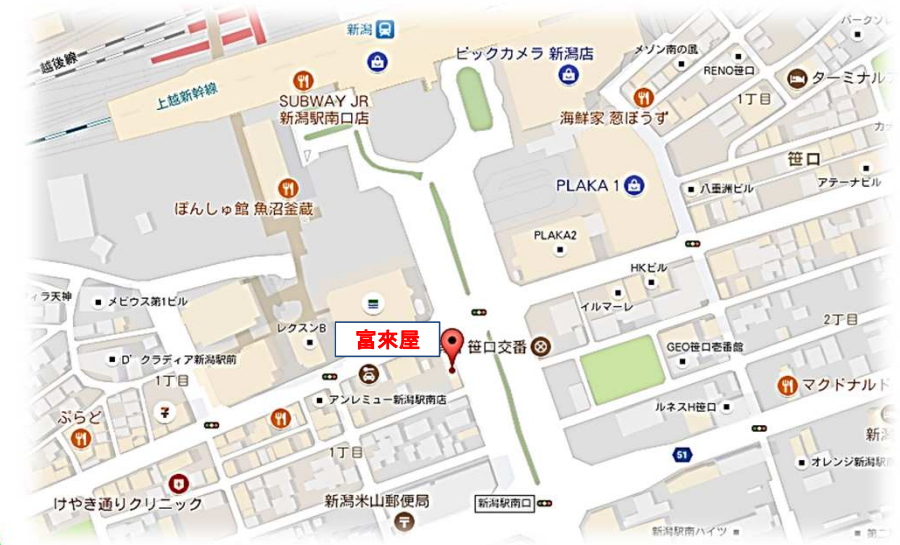 新潟
パークソ
越後線
上越新幹線
ビックカメラ 新潟店
メゾン南の風
RENO笹口
ターミナル
SUBWAY JR
新潟駅南口店
海鮮家 葱ぼうず
1丁目
笹口
アテーナビル
ぽんしゅ館 魚沼釜蔵
PLAKA 1
八重洲ビル
PLAKA2
HKビル
イルマーレ
ィラ天神
メビウス第1ビル
レクスンB
富來屋
笹口交番
2丁目
GEO笹口壱番館
D'クラディア新潟駅前
1丁目
アンレミュー新潟駅南店
マクドナルド
ルネスH笹口
ぷらど
新潟
1丁目
51
オレンジ新潟駅前
けやき通りクリニック
新潟米山郵便局
新潟駅南口
新潟駅南ハイツ
第二